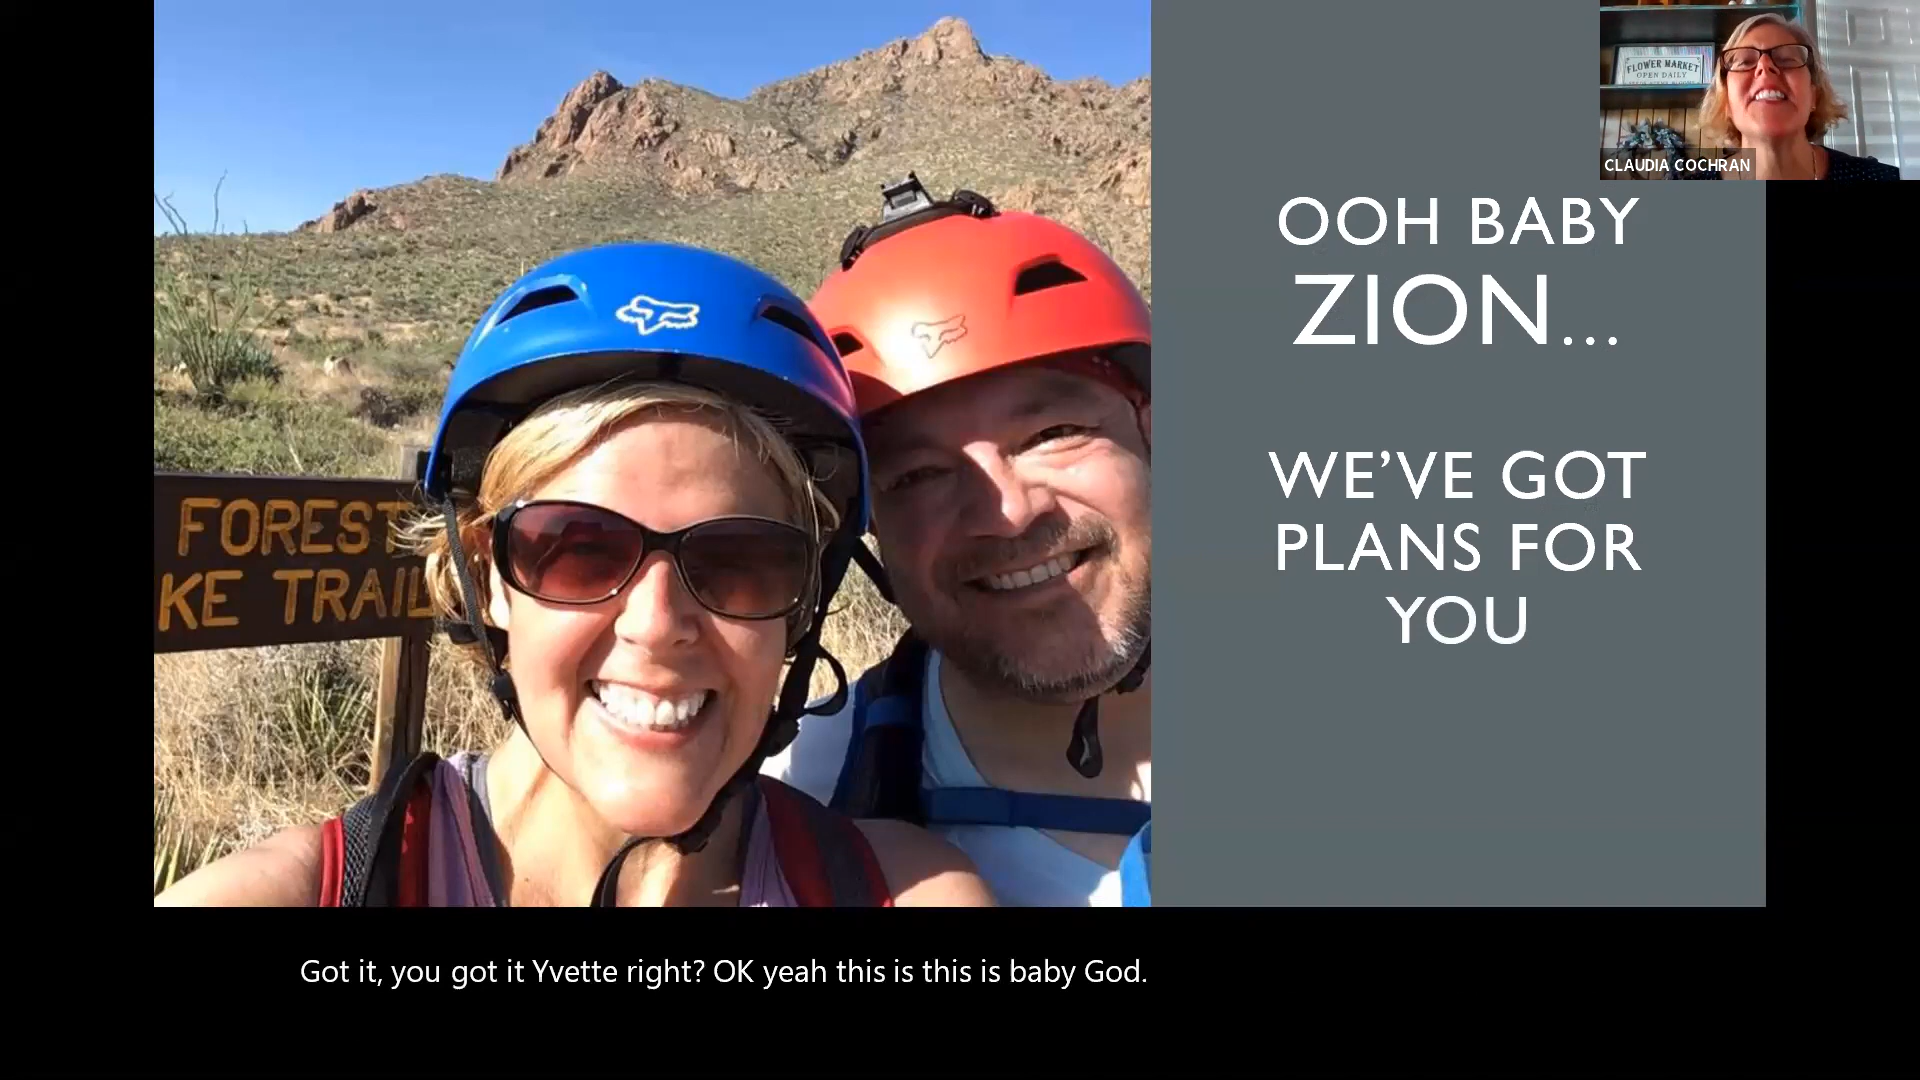 FLOWER MARKET
OPEN DAILY
CLAUDIA COCHRAN
OOH BABY
ZION...
WE'VE GOT
PLANS FOR
YOU
FOREST
KE TRAIL
Got it, you got it Yvette right? OK yeah this is this is baby God.